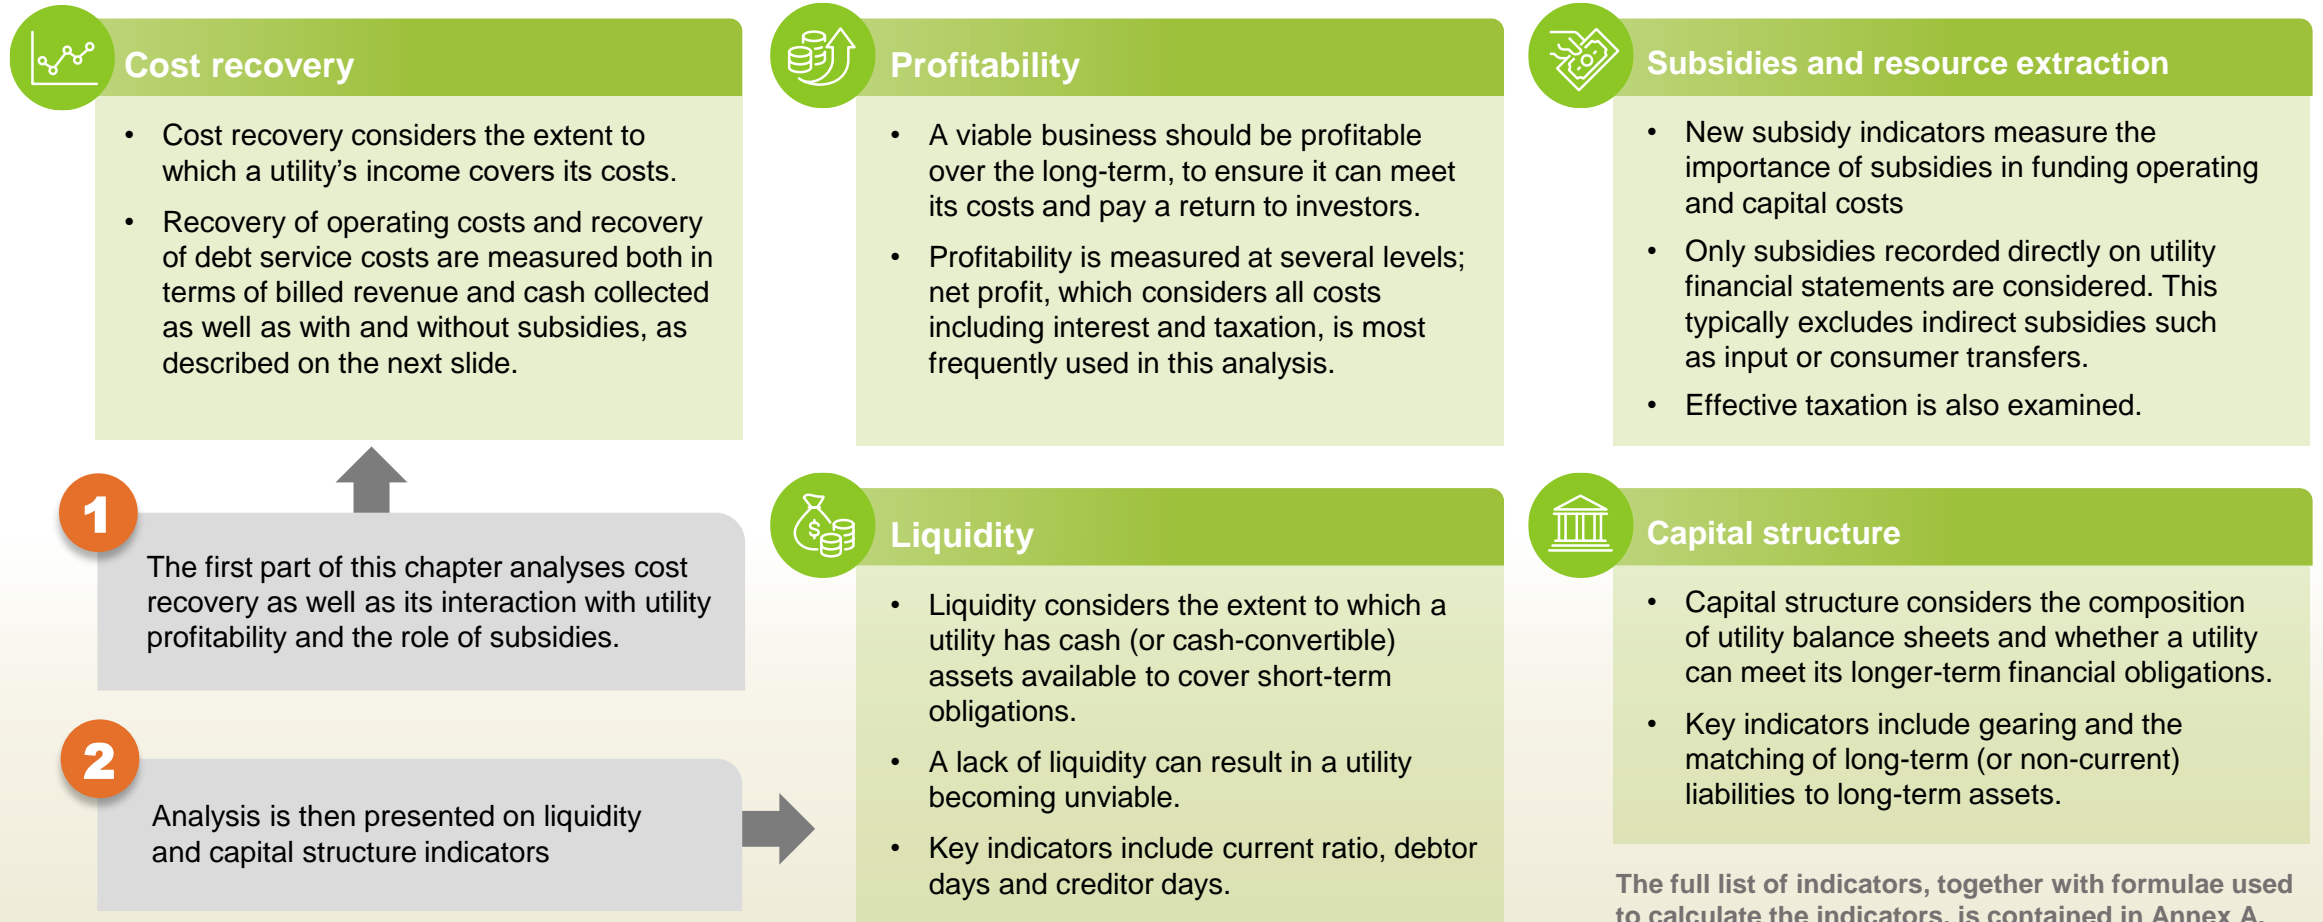 Cost recovery
• Cost recovery considers the extent to
which a utility’s income covers its costs.
• Recovery of operating costs and recovery
of debt service costs are measured both in
terms of billed revenue and cash collected
as well as with and without subsidies, as
described on the next slide.
Profitability
• A viable business should be profitable
over the long-term, to ensure it can meet
its costs and pay a return to investors.
• Profitability is measured at several levels;
net profit, which considers all costs
including interest and taxation, is most
frequently used in this analysis.
Subsidies and resource extraction
• New subsidy indicators measure the
importance of subsidies in funding operating
and capital costs
• Only subsidies recorded directly on utility
financial statements are considered. This
typically excludes indirect subsidies such
as input or consumer transfers.
• Effective taxation is also examined.
1
The first part of this chapter analyses cost
recovery as well as its interaction with utility
profitability and the role of subsidies.
2
Analysis is then presented on liquidity
and capital structure indicators
$
Liquidity
• Liquidity considers the extent to which a
utility has cash (or cash-convertible)
assets available to cover short-term
obligations.
• A lack of liquidity can result in a utility
becoming unviable.
• Key indicators include current ratio, debtor
days and creditor days.
Capital structure
• Capital structure considers the composition
of utility balance sheets and whether a utility
can meet its longer-term financial obligations.
• Key indicators include gearing and the
matching of long-term (or non-current)
liabilities to long-term assets.
The full list of indicators, together with formulae used
to calculate the indicators, is contained in Annex A.